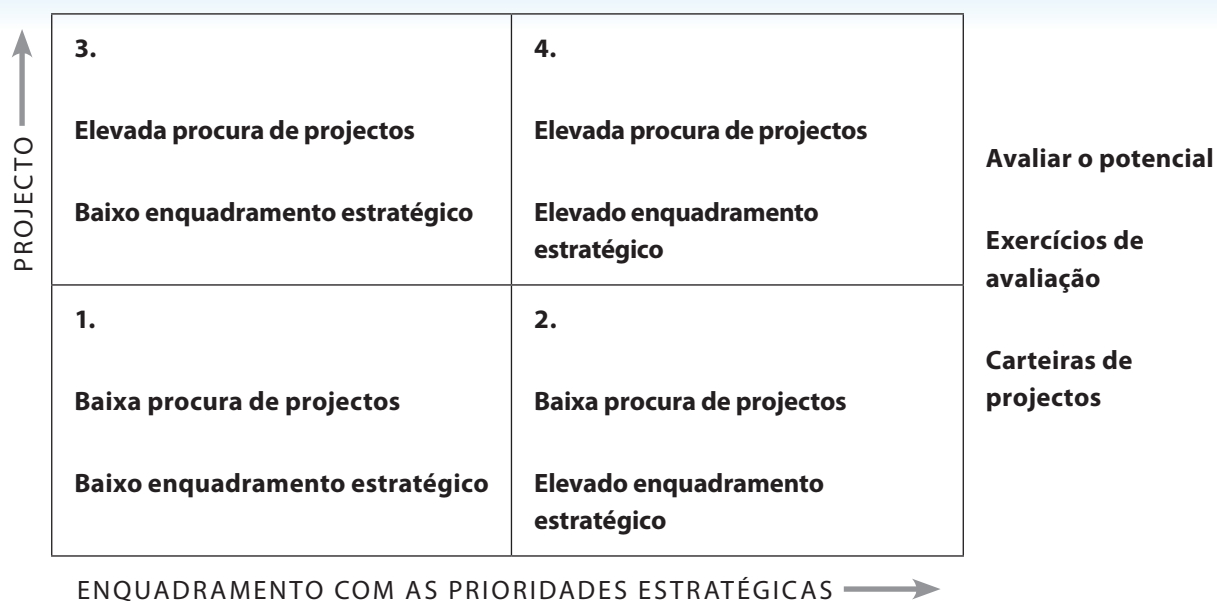 PROJECTO
3.
Elevada procura de projectos
Baixo enquadramento estratégico
4.
Elevada procura de projectos
Elevado enquadramento
estratégico
1.
Baixa procura de projectos
Baixo enquadramento estratégico
2.
Baixa procura de projectos
Elevado enquadramento
estratégico
Avaliar o potencial
Exercícios de
avaliação
Carteiras de
projectos
ENQUADRAMENTO COM AS PRIORIDADES ESTRATÉGICAS